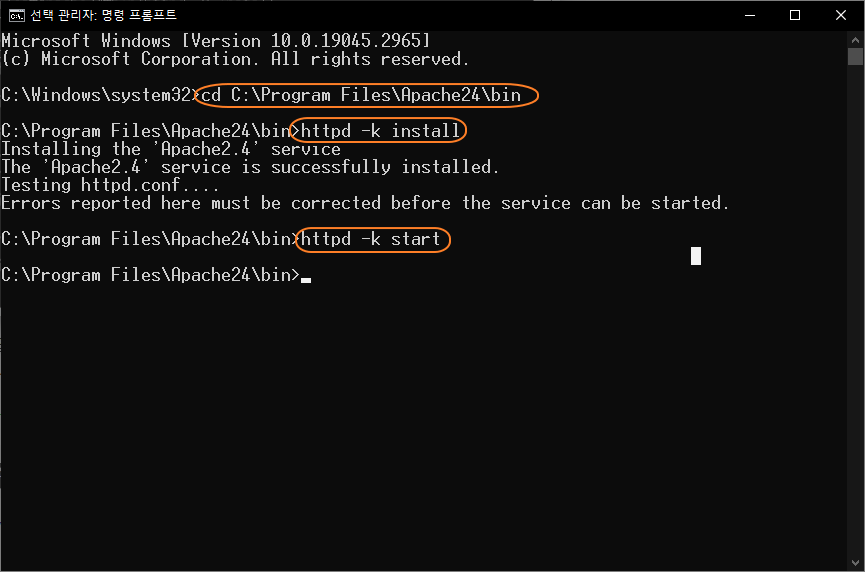 선택 관리자: 명령 프롬프트
Microsoft Windows [Version 10.0.19045.2965]
(c) Microsoft Corporation. All rights reserved.
C:\Windows\system32>cd C:\Program Files\Apache24\bin
C:\Program Files\Apache24\bin>httpd -k install
Installing the 'Apache2.4' service
The 'Apache2.4' service is successfully installed.
Testing httpd.conf....
Errors reported here must be corrected before the service can be started.
C:\Program Files\Apache24\bin>httpd -k start
C:\Program Files\Apache24\bin>